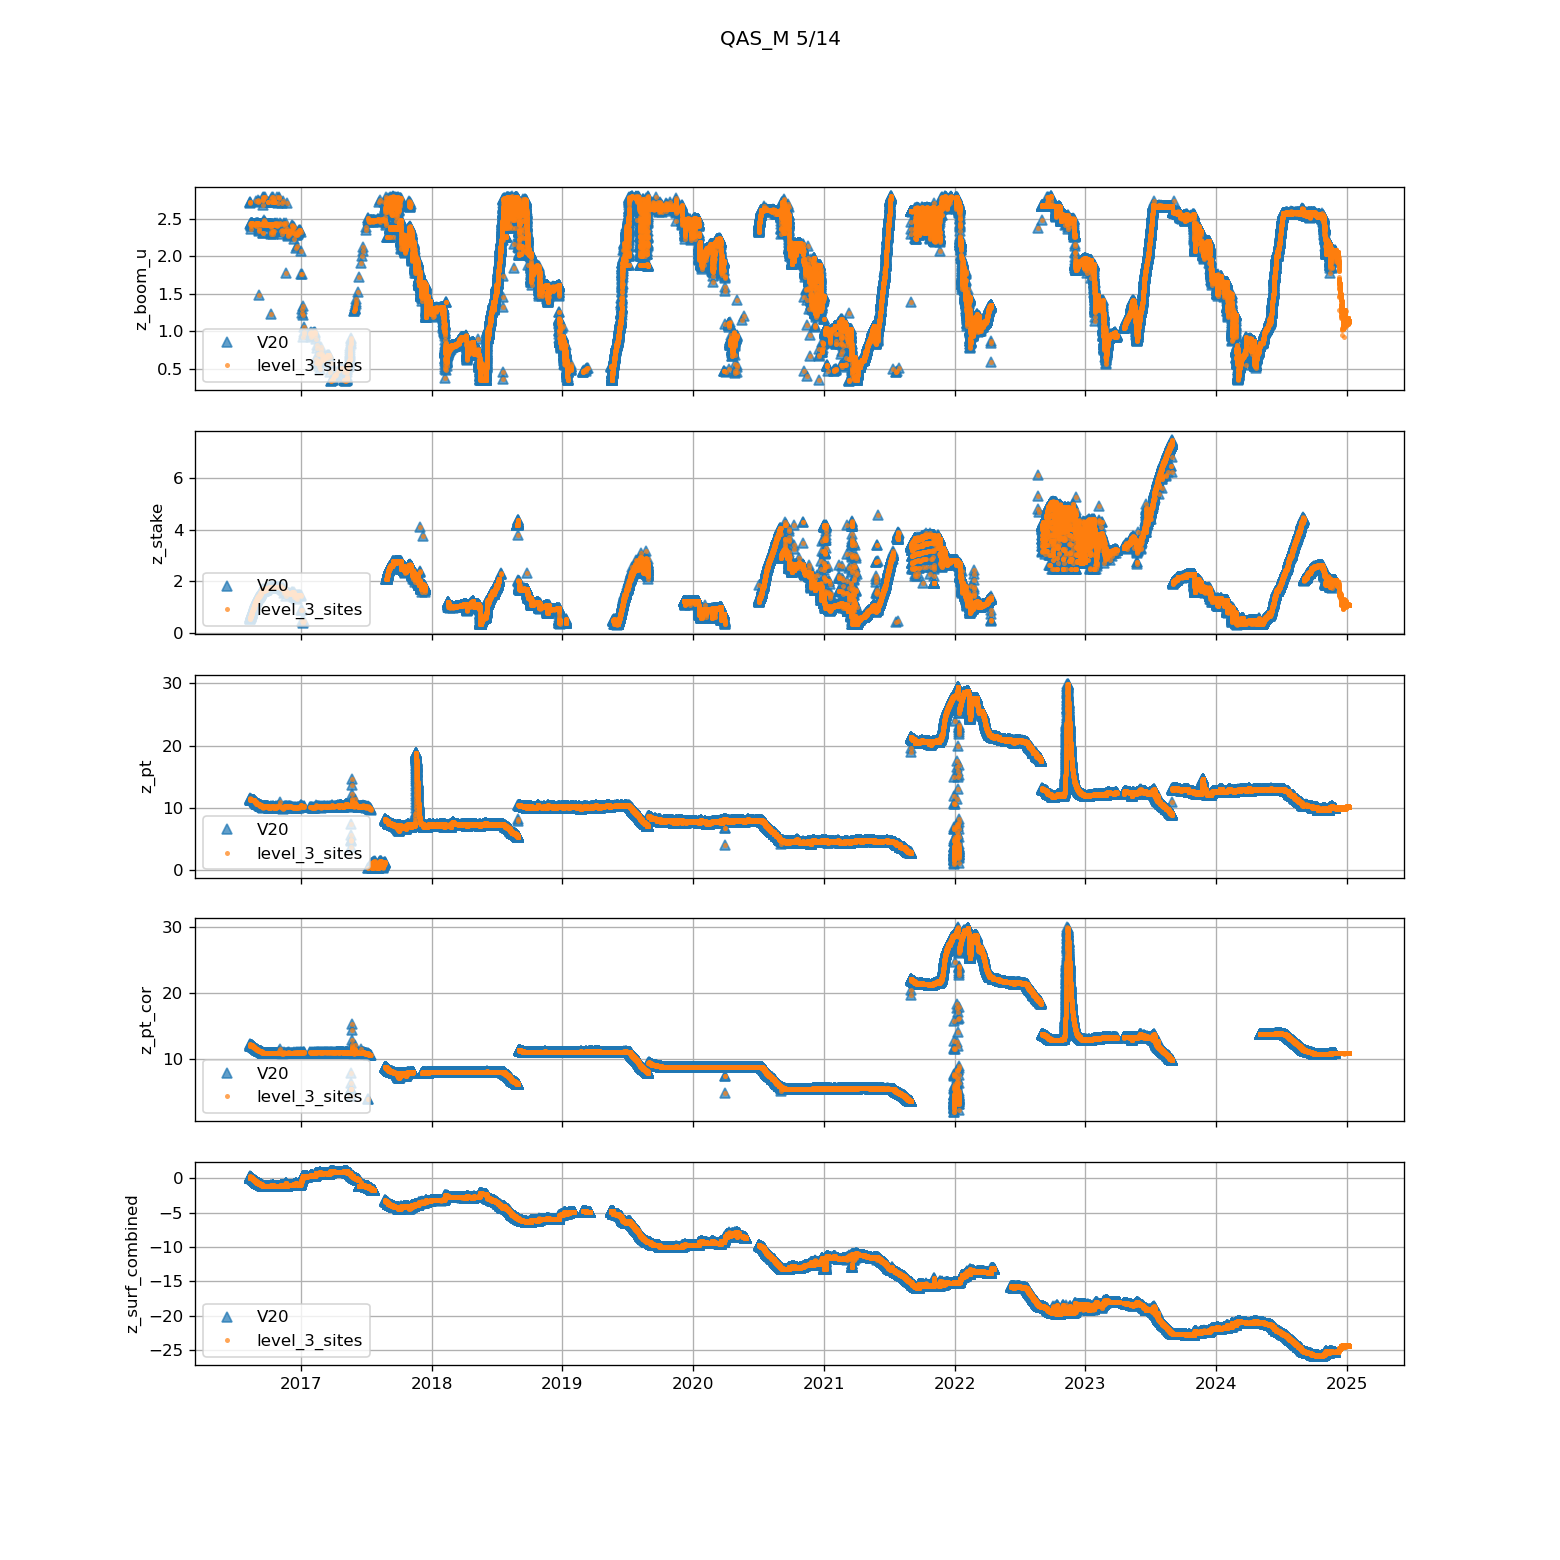 QAS_M 5/14
z_boom_u
2.5
2.0
1.5
1.0
0.5
V20
level_3_sites
z_stake
6
4
2
0
V20
level_3_sites
z_pt
30
20
10
0
V20
level_3_sites
z_pt_cor
30
20
10
V20
level_3_sites
z_surf_combined
0
−5
−10
−15
−20
−25
V20
level_3_sites
2017 2018 2019 2020 2021 2022 2023 2024 2025